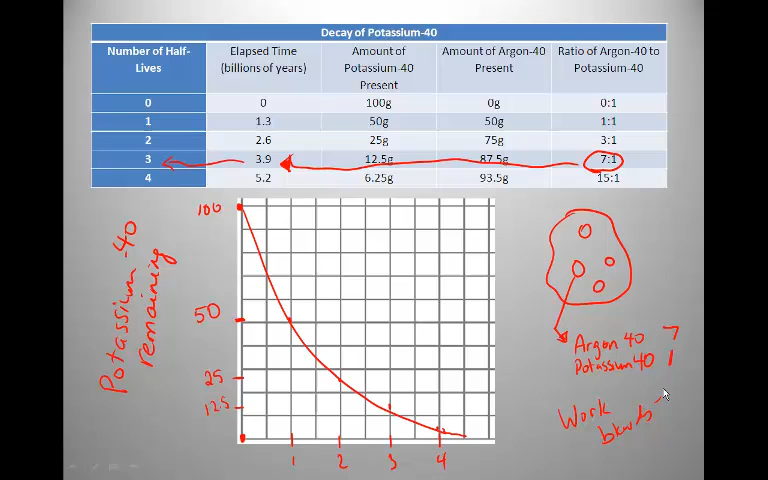 Decay of Potassium-40
Number of Half-Lives Elapsed Time (billions of years) Amount of Potassium-40 Present Amount of Argon-40 Present Ratio of Argon-40 to Potassium-40
0 0 100g 0g 0:1
1 1.3 50g 50g 1:1
2 2.6 25g 75g 3:1
3 3.9 12.5g 87.5g 7:1
4 5.2 6.25g 93.5g 15:1
Potassium-40
remaining
100
50
25
12.5
1 2 3 4
Argon 40 7
Potassium 40 1
Work
bkwds